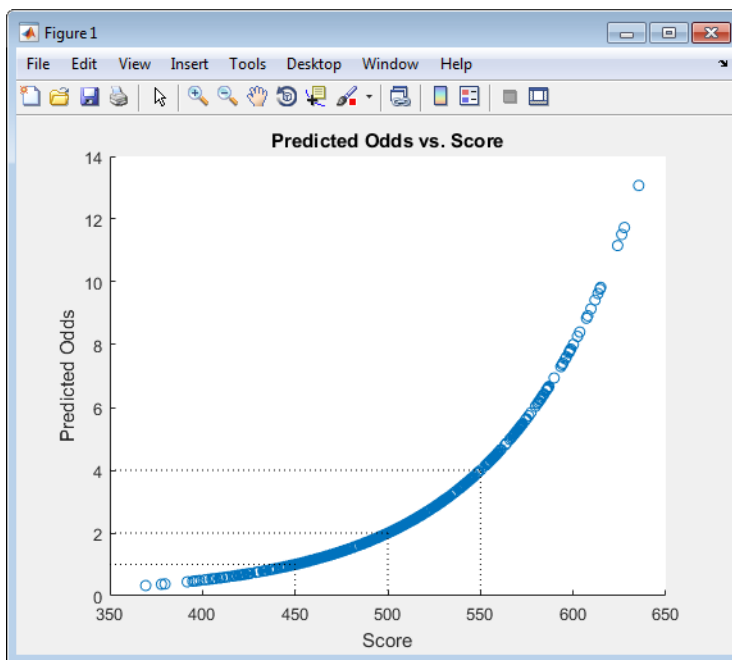 Figure 1
File Edit View Insert Tools Desktop Window Help
Predicted Odds vs. Score
14
12
10
8
6
4
2
0
Predicted Odds
350 400 450 500 550 600 650
Score